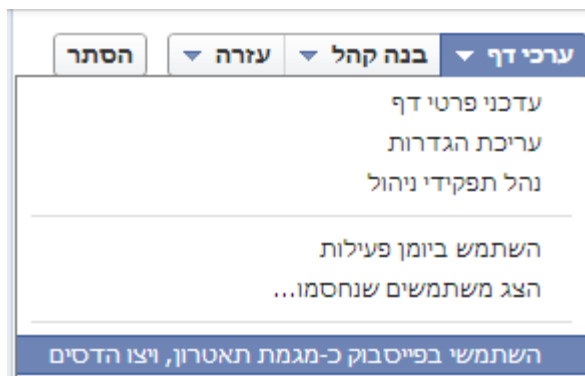 ערכי דף בנה קהל עזרה הסתר
עדכני פרטי דף
עריכת הגדרות
נהל תפקידי ניהול
השתמש ביומן פעילות
הצג משתמשים שנחסמו...
השתמשי בפייסבוק כ-מגמת תאטרון, ויצו הדסים